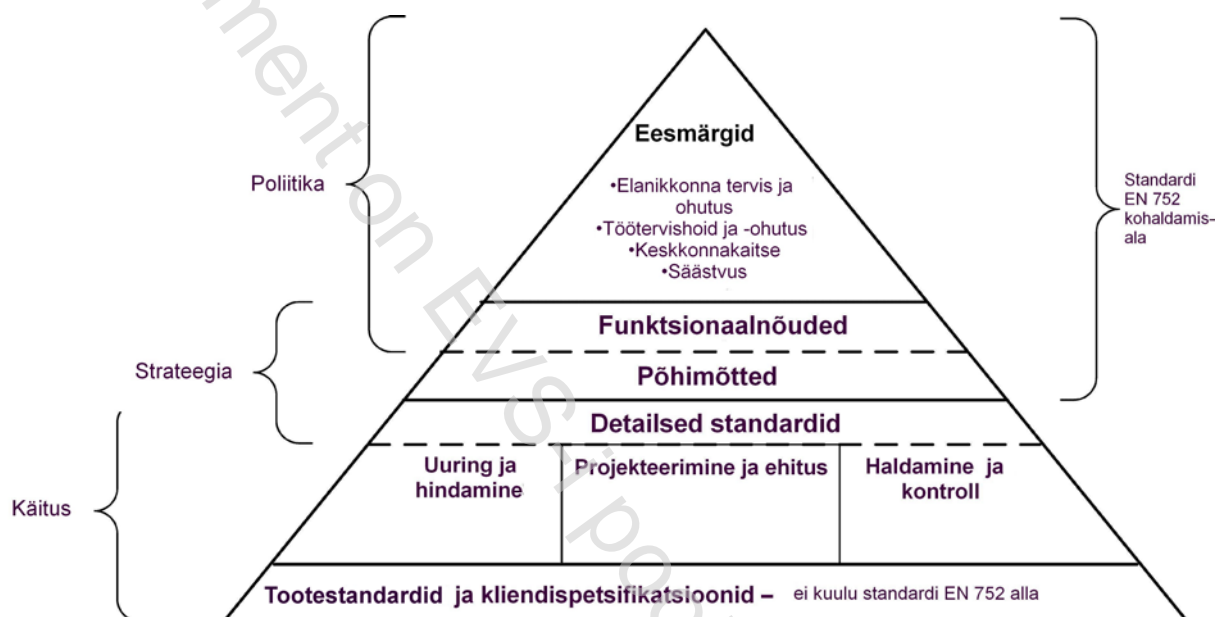 Eesmärgid
•Elanikkonna tervis ja
ohutus
•Töötervishoid ja -ohutus
•Keskkonnakaitse
•Säästvus
Poliitika
Standardi
EN 752
kohaldamis-
ala
Funktsionaalnõuded
Strateegia
Põhimõtted
Detailsed standardid
Uuring ja
hindamine
Projekteerimine ja ehitus
Haldamine ja
kontroll
Käitus
Tootestandardid ja kliendispetsifikatsioonid – ei kuulu standardi EN 752 alla
on EVS-i